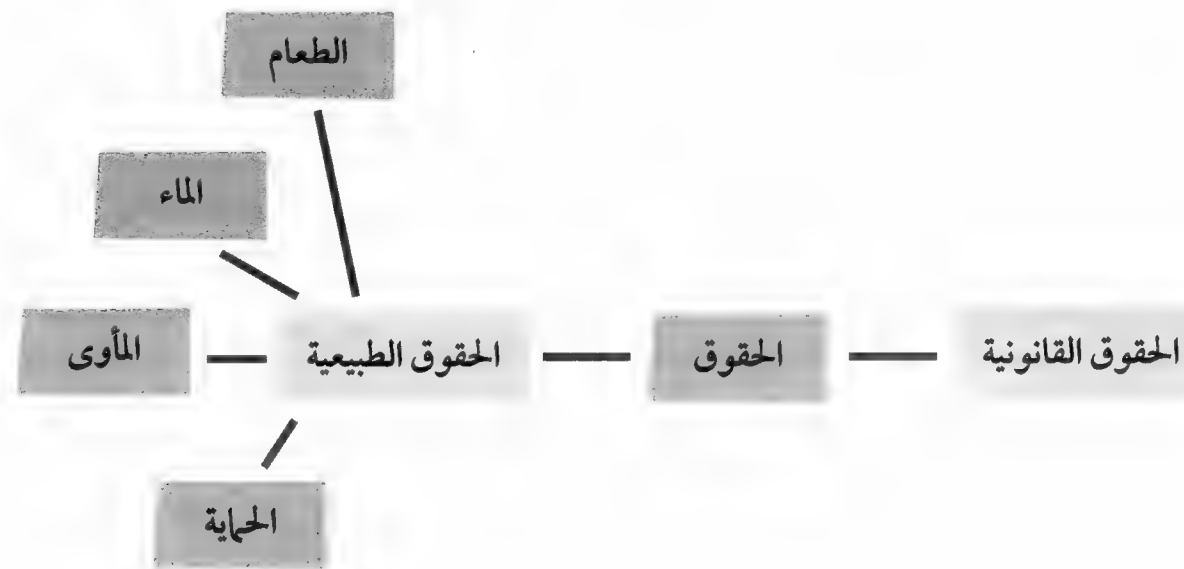 الطعام
الماء
الحقوق القانونية
الحقوق
الحقوق الطبيعية
المأوى
الحماية